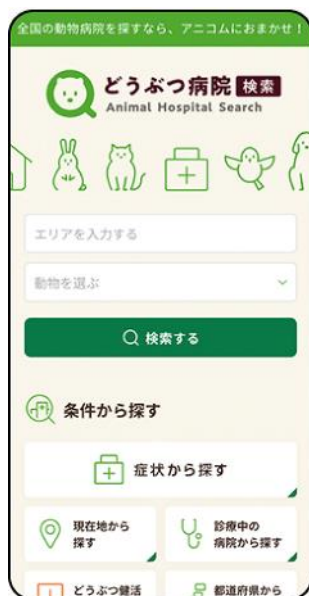 全国の動物病院を探すなら、アニコムにおまかせ!
どうぶつ病院 検索
Animal Hospital Search
エリアを入力する
動物を選ぶ
検索する
条件から探す
症状から探す
現在地から
探す
診療中の
病院から探す
どうぶつ健活
都道府県から